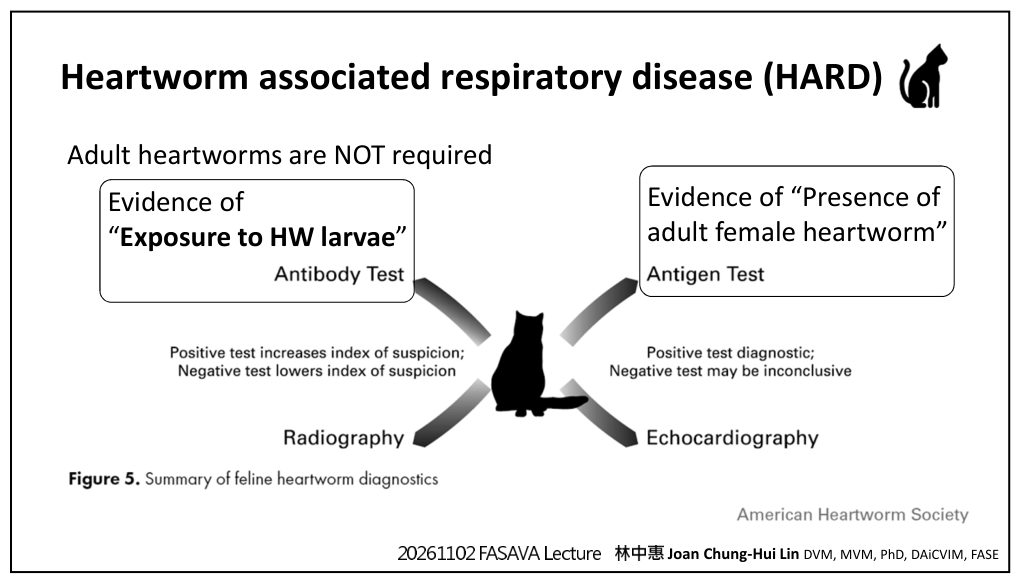 Heartworm associated respiratory disease (HARD)
Adult heartworms are NOT required
Evidence of
“Exposure to HW larvae”
Antibody Test
Evidence of “Presence of
adult female heartworm”
Antigen Test
Positive test increases index of suspicion;
Negative test lowers index of suspicion
Positive test diagnostic;
Negative test may be inconclusive
Radiography
Echocardiography
Figure 5. Summary of feline heartworm diagnostics
American Heartworm Society
20261102 FASAVA Lecture 林中惠 Joan Chung-Hui Lin DVM, MVM, PhD, DAiCVIM, FASE